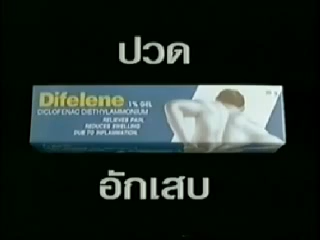 ปวด
Difelene 1% GEL
DICLOFENAC DIETHYLAMMONIUM
RELIEVES PAIN,
REDUCES SWELLING
DUE TO INFLAMMATION
อักเสบ